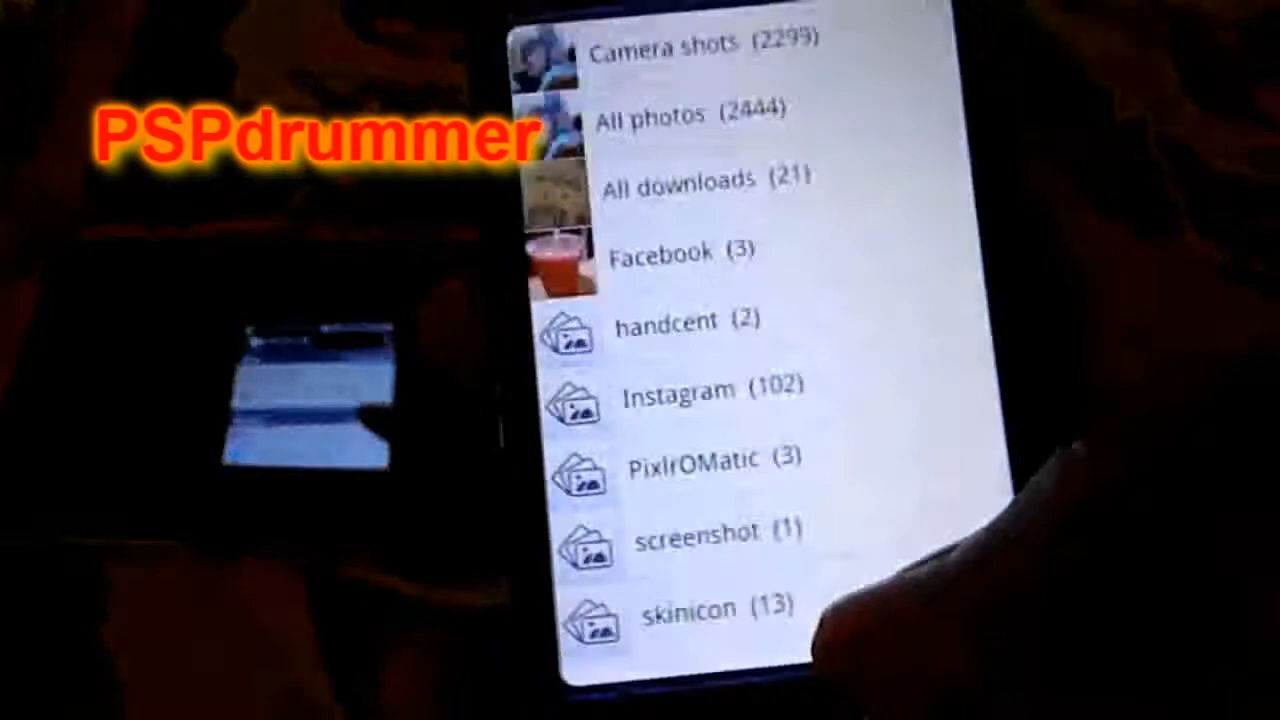 PSPdrummer
Camera shots (2299)
All photos (2444)
All downloads (21)
Facebook (3)
handcent (2)
Instagram (102)
PixlrOMatic (3)
screenshot (1)
skinicon (13)